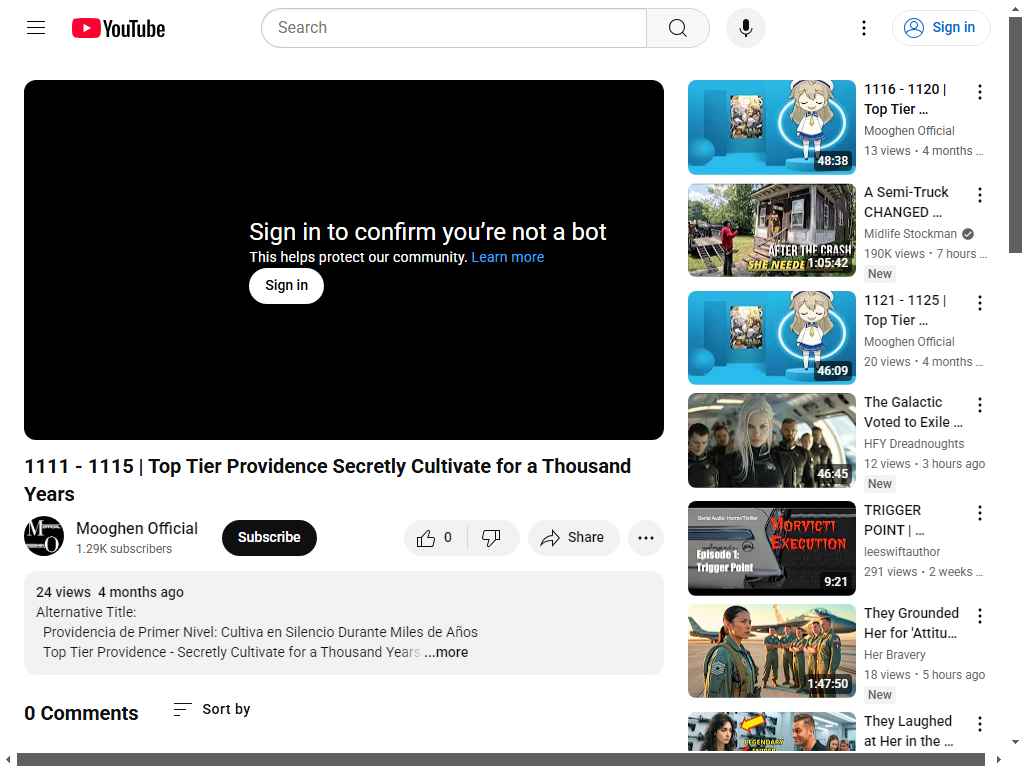 YouTube
Search
Sign in
Sign in to confirm you're not a bot
This helps protect our community. Learn more
Sign in
1111 - 1115 | Top Tier Providence Secretly Cultivate for a Thousand
Years
Mooghen Official
1.29K subscribers
Subscribe
0
Share
24 views  4 months ago
Alternative Title:
Providencia de Primer Nivel: Cultiva en Silencio Durante Miles de Años
Top Tier Providence - Secretly Cultivate for a Thousand Years ...more
0 Comments
Sort by
48:38
1116 - 1120 |
Top Tier ...
Mooghen Official
13 views • 4 months ...
AFTER THE CRASH
SHE NEEDE
1:05:42
A Semi-Truck
CHANGED ...
Midlife Stockman
190K views • 7 hours ...
New
46:09
1121 - 1125 |
Top Tier ...
Mooghen Official
20 views • 4 months ...
46:45
The Galactic
Voted to Exile ...
HFY Dreadnoughts
12 views • 3 hours ago
New
Serial Audio: Horror/Thriller
MORVICTI
EXECUTION
Episode 1:
Trigger Point
9:21
TRIGGER
POINT | ...
leeswiftauthor
291 views • 2 weeks ...
1:47:50
They Grounded
Her for 'Attitu...
Her Bravery
18 views • 5 hours ago
New
LEGENDARY
They Laughed
at Her in the ...